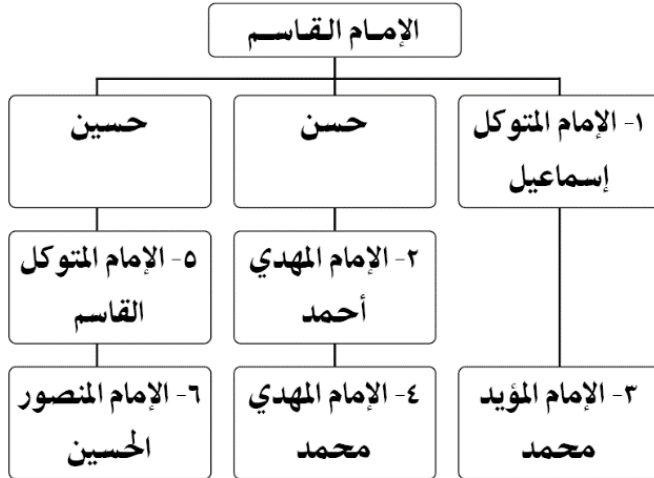 الإمام القاسم
١- الإمام المتوكل
إسماعيل
حسن
حسين
٢- الإمام المهدي
أحمد
٥- الإمام المتوكل
القاسم
٣- الإمام المؤيد
محمد
٤- الإمام المهدي
محمد
٦- الإمام المنصور
الحسين